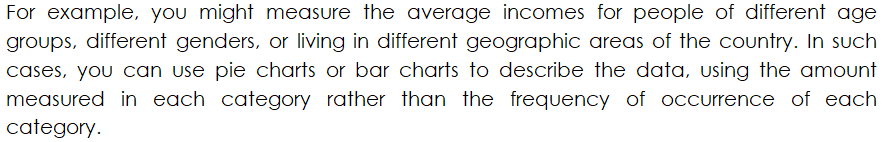 For example, you might measure the average incomes for people of different age
groups, different genders, or living in different geographic areas of the country. In such
cases, you can use pie charts or bar charts to describe the data, using the amount
measured in each category rather than the frequency of occurrence of each
category.